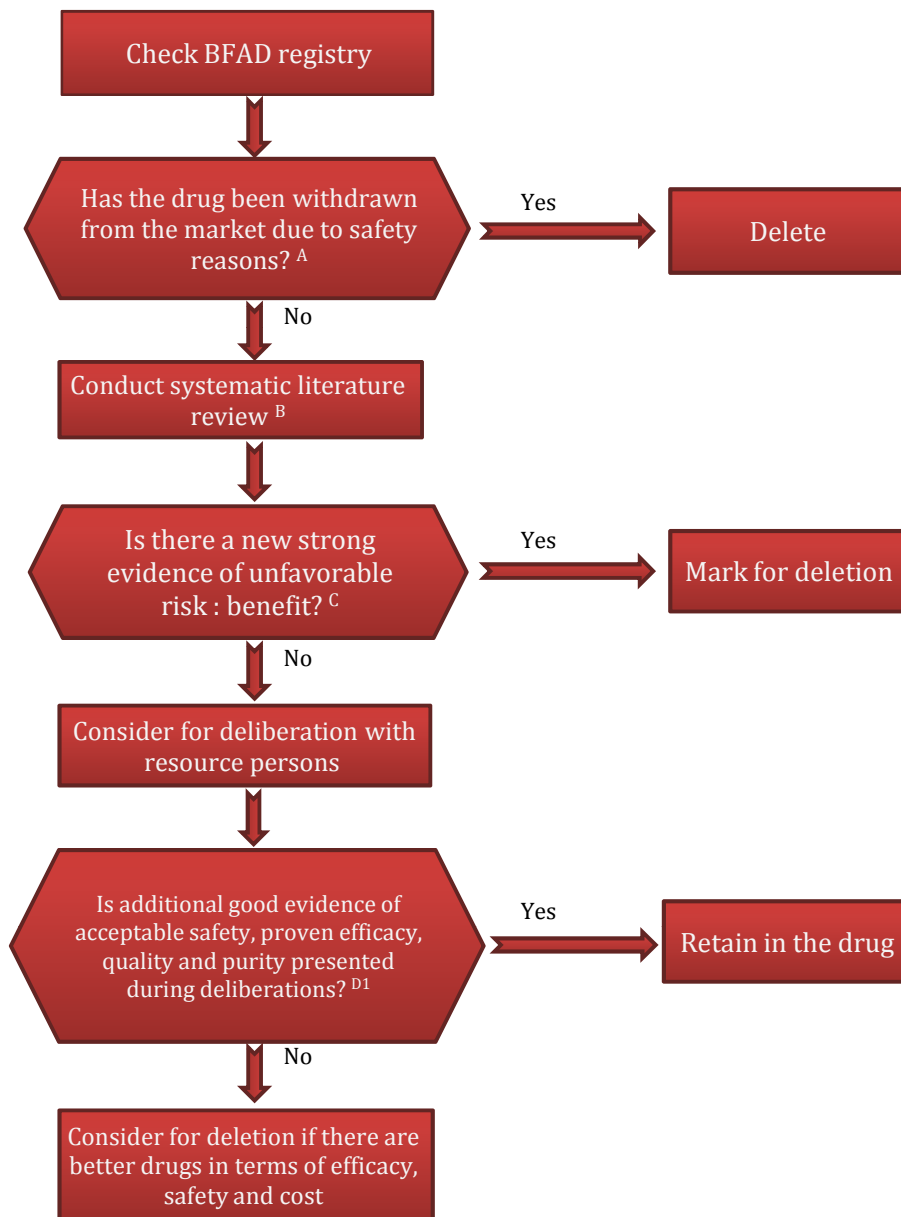 Check BFAD registry
Has the drug been withdrawn
from the market due to safety
reasons? A
Yes
Delete
No
Conduct systematic literature
review B
Is there a new strong
evidence of unfavorable
risk : benefit? C
Yes
Mark for deletion
No
Consider for deliberation with
resource persons
Is additional good evidence of
acceptable safety, proven efficacy,
quality and purity presented
during deliberations? D1
Yes
Retain in the drug
No
Consider for deletion if there are
better drugs in terms of efficacy,
safety and cost